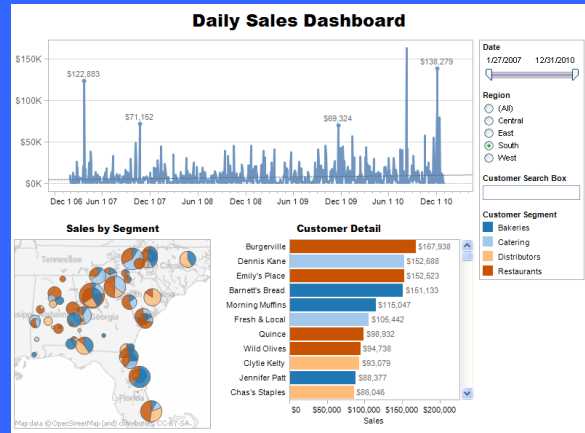 Daily Sales Dashboard
$150K
$100K
$50K
$0K
$122,883
$71,152
$69,324
$138,279
Dec 1 06 Jun 1 07 Dec 1 07 Jun 1 08 Dec 1 08 Jun 1 09 Dec 1 09 Jun 1 10 Dec 1 10
Date
1/27/2007 12/31/2010
Region
(All)
Central
East
South
West
Customer Search Box
Customer Segment
Bakeries
Catering
Distributors
Restaurants
Sales by Segment
Tennessee
Georgia
Florida
Map data © OpenStreetMap (and) contributors, CC-BY-SA
Customer Detail
Burgerville $167,938
Dennis Kane $152,688
Emily's Place $152,523
Barnett's Bread $151,133
Morning Muffins $115,047
Fresh & Local $105,442
Quince $98,932
Wild Olives $94,738
Clytie Kelly $93,079
Jennifer Patt $88,377
Chas's Staples $86,046
$0 $50,000 $100,000 $150,000 $200,000
Sales